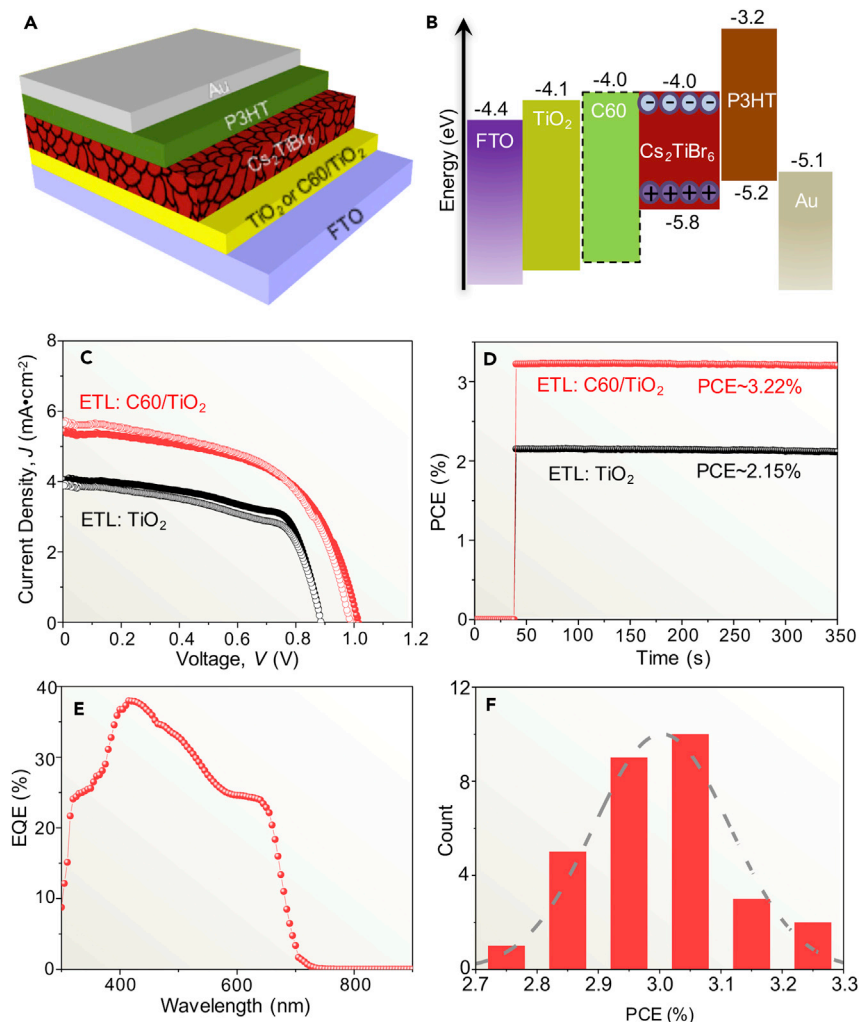 A
Au
P3HT
Cs₂TiBr₆
TiO₂ or C60/TiO₂
FTO
B
Energy (eV)
-4.4
FTO
-4.1
TiO₂
-4.0
C60
-4.0
Cs₂TiBr₆
-5.8
-3.2
P3HT
-5.2
-5.1
Au
− − − −
+ + + +
C
Current Density, J (mA•cm⁻²)
8
6
4
2
0
ETL: C60/TiO₂
ETL: TiO₂
0 0.2 0.4 0.6 0.8 1.0 1.2
Voltage, V (V)
D
PCE (%)
3
2
1
0
ETL: C60/TiO₂ PCE~3.22%
ETL: TiO₂ PCE~2.15%
0 50 100 150 200 250 300 350
Time (s)
E
EQE (%)
40
30
20
10
0
400 600 800
Wavelength (nm)
F
Count
12
8
4
0
2.7 2.8 2.9 3.0 3.1 3.2 3.3
PCE (%)